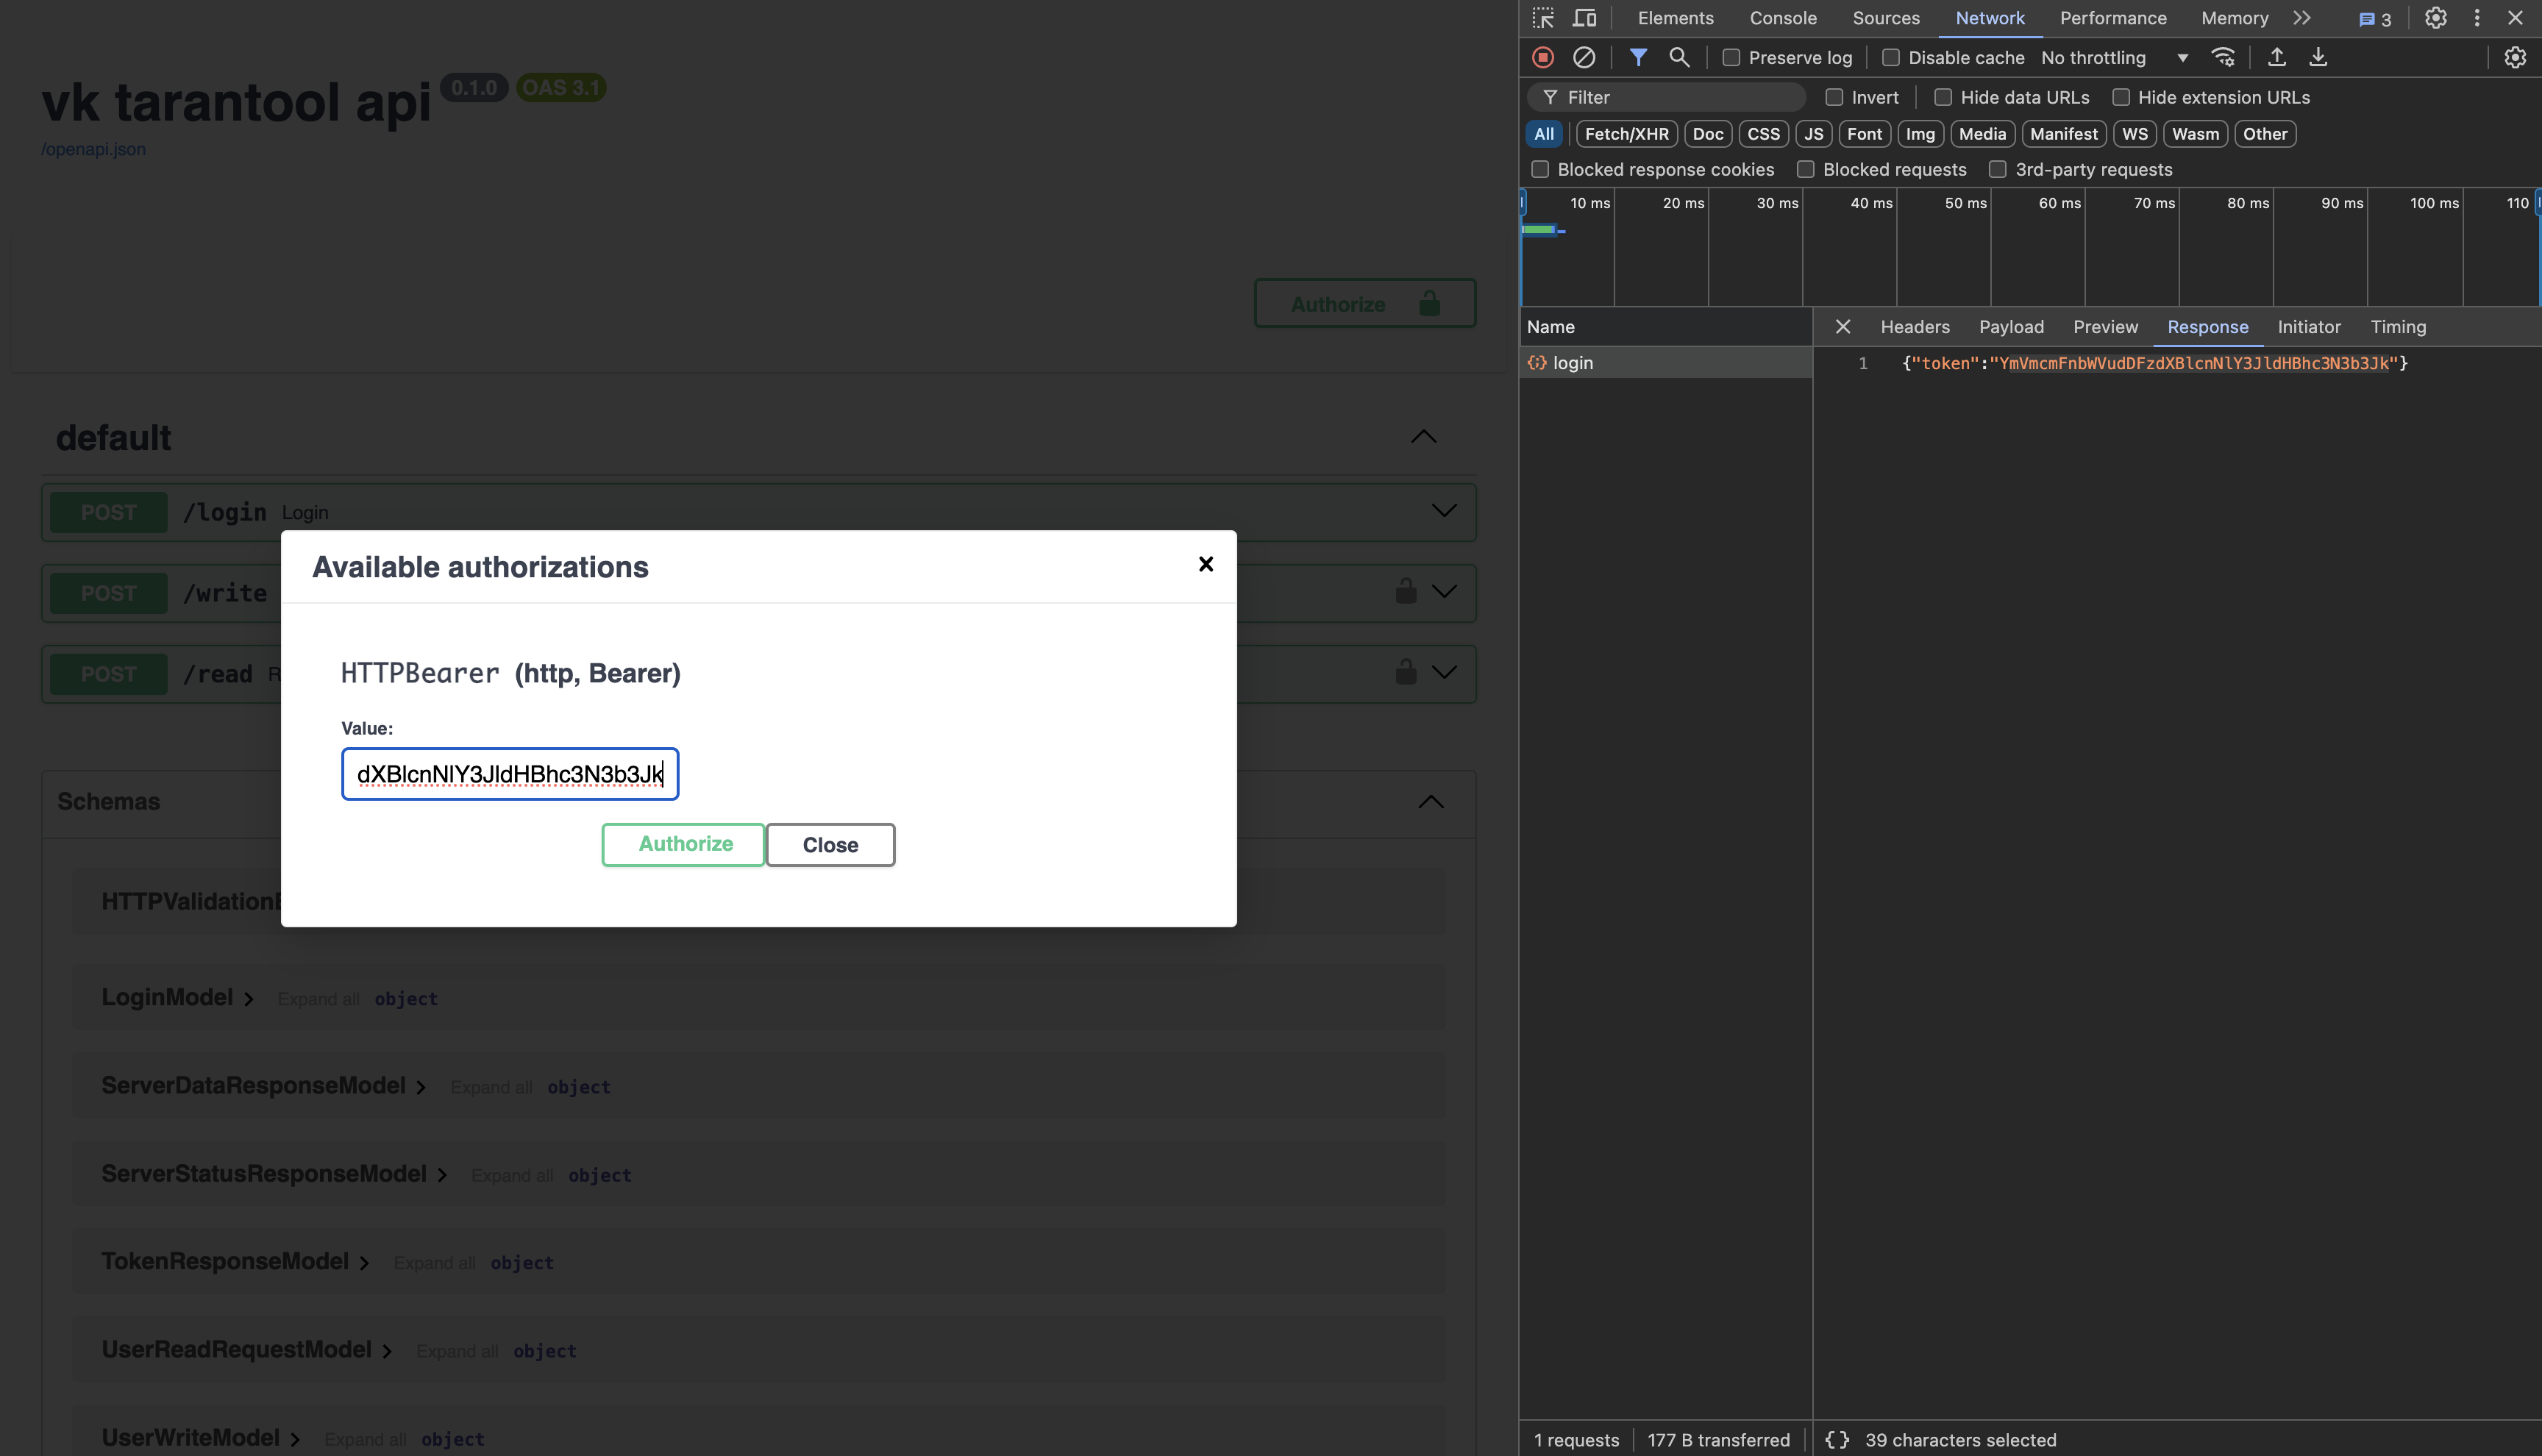 vk tarantool api 0.1.0 OAS 3.1
/openapi.json
Authorize
default
POST /login Login
POST /write
POST /read R
Available authorizations
HTTPBearer (http, Bearer)
Value:
dXBlcnNlY3JldHBhc3N3b3Jk
Authorize Close
Schemas
HTTPValidationE
LoginModel Expand all object
ServerDataResponseModel Expand all object
ServerStatusResponseModel Expand all object
TokenResponseModel Expand all object
UserReadRequestModel Expand all object
UserWriteModel Expand all object
Elements Console Sources Network Performance Memory 3
Preserve log Disable cache No throttling
Filter Invert Hide data URLs Hide extension URLs
All Fetch/XHR Doc CSS JS Font Img Media Manifest WS Wasm Other
Blocked response cookies Blocked requests 3rd-party requests
10 ms 20 ms 30 ms 40 ms 50 ms 60 ms 70 ms 80 ms 90 ms 100 ms 110
Name Headers Payload Preview Response Initiator Timing
login
1 {"token":"YmVmcmFnbWVudDFzdXBlcnNlY3JldHBhc3N3b3Jk"}
1 requests 177 B transferred {} 39 characters selected